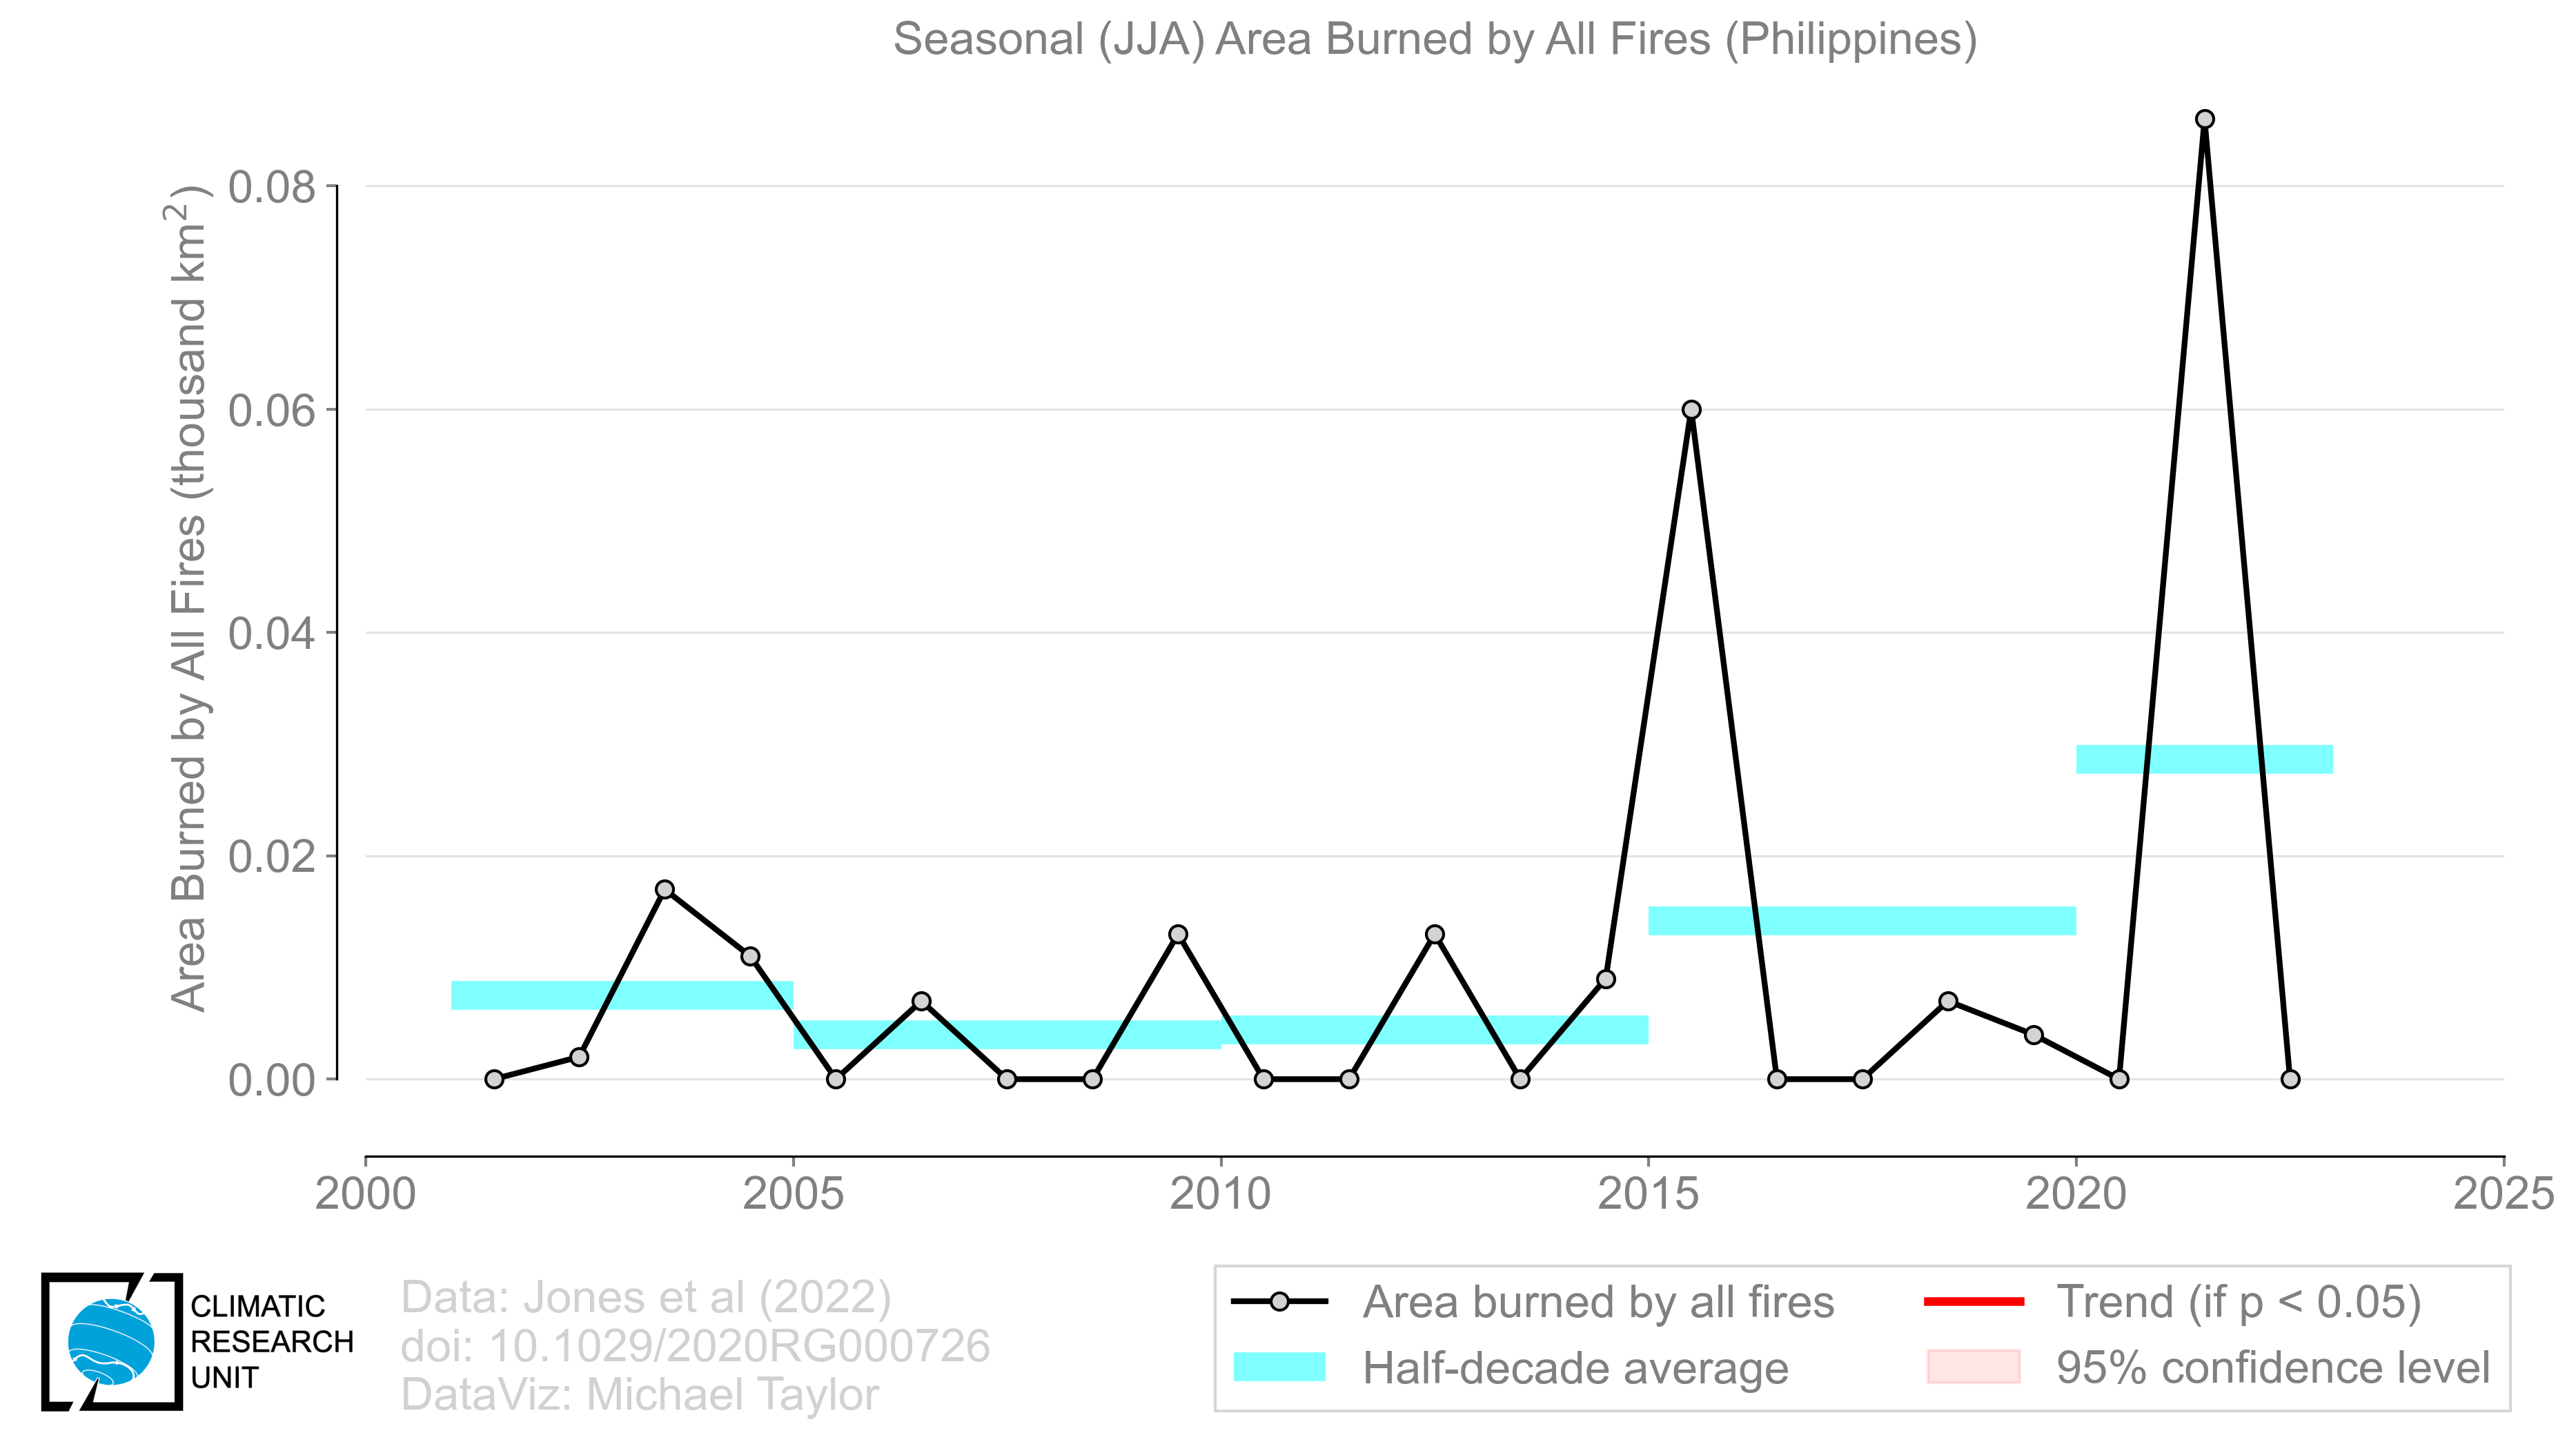 Seasonal (JJA) Area Burned by All Fires (Philippines)
Area Burned by All Fires (thousand km²)
0.08
0.06
0.04
0.02
0.00
2000 2005 2010 2015 2020 2025
CLIMATIC
RESEARCH
UNIT
Data: Jones et al (2022)
doi: 10.1029/2020RG000726
DataViz: Michael Taylor
Area burned by all fires
Half-decade average
Trend (if p < 0.05)
95% confidence level